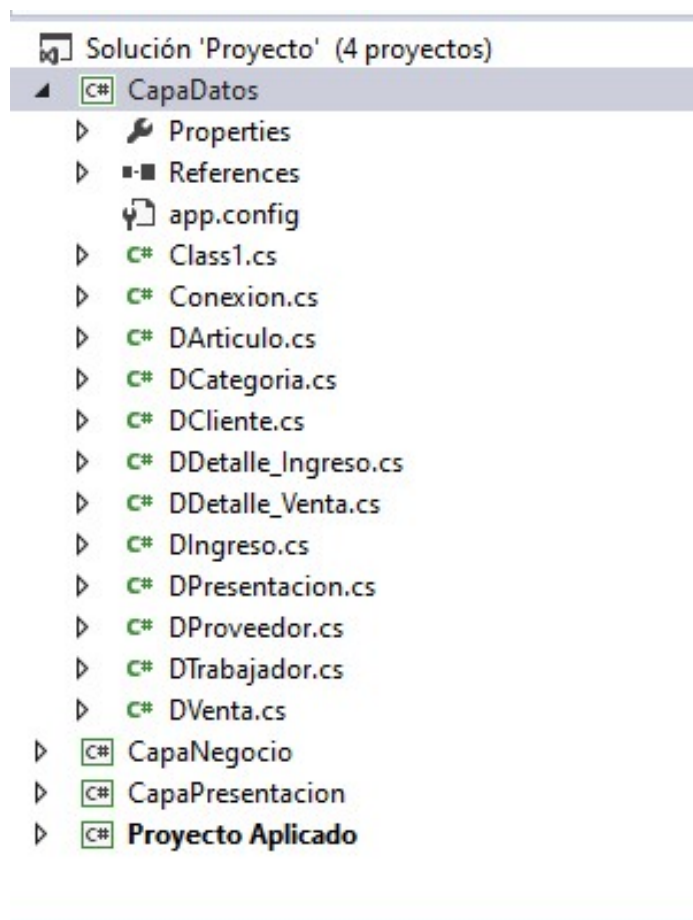 Solución 'Proyecto' (4 proyectos)
C# CapaDatos
Properties
References
app.config
C# Class1.cs
C# Conexion.cs
C# DArticulo.cs
C# DCategoria.cs
C# DCliente.cs
C# DDetalle_Ingreso.cs
C# DDetalle_Venta.cs
C# DIngreso.cs
C# DPresentacion.cs
C# DProveedor.cs
C# DTrabajador.cs
C# DVenta.cs
C# CapaNegocio
C# CapaPresentacion
C# Proyecto Aplicado